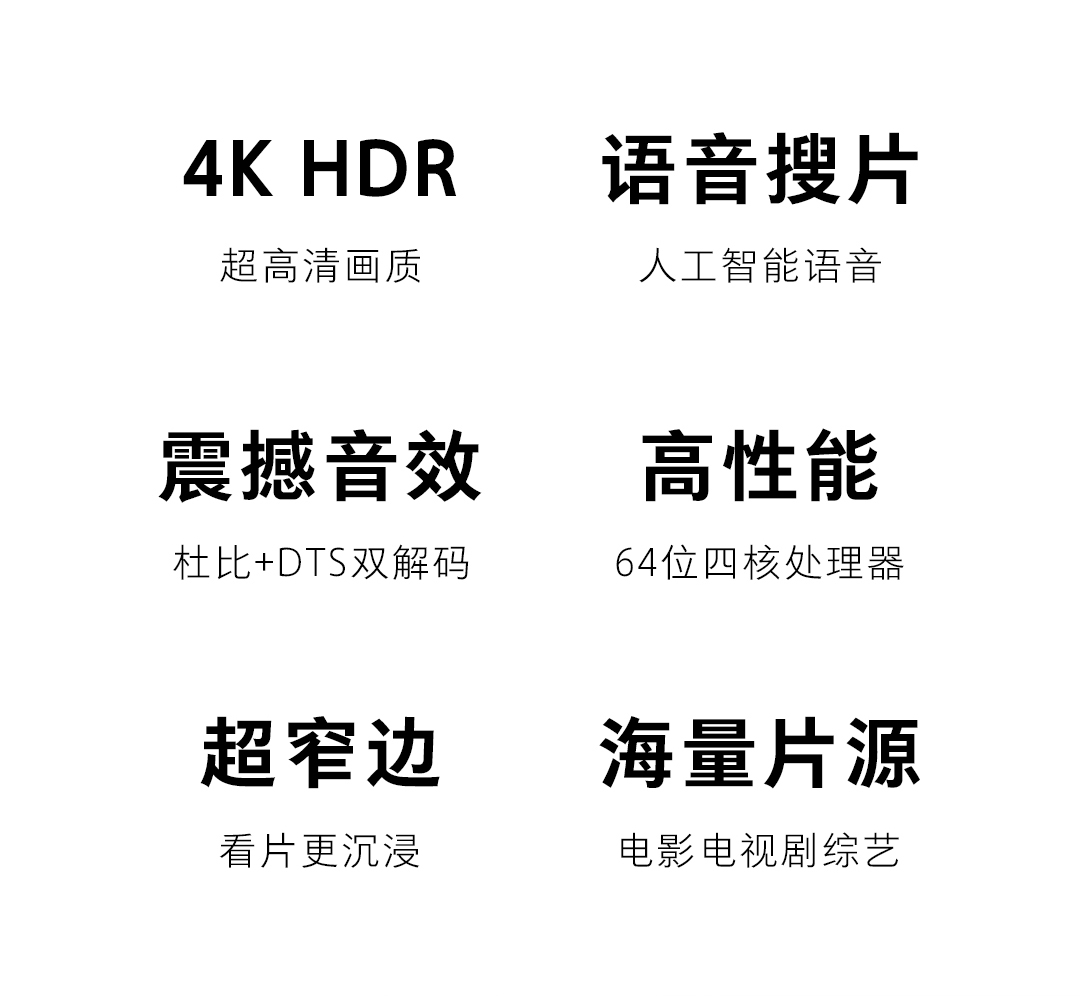 4K HDR
超高清画质
语音搜片
人工智能语音
震撼音效
杜比+DTS双解码
高性能
64位四核处理器
超窄边
看片更沉浸
海量片源
电影电视剧综艺